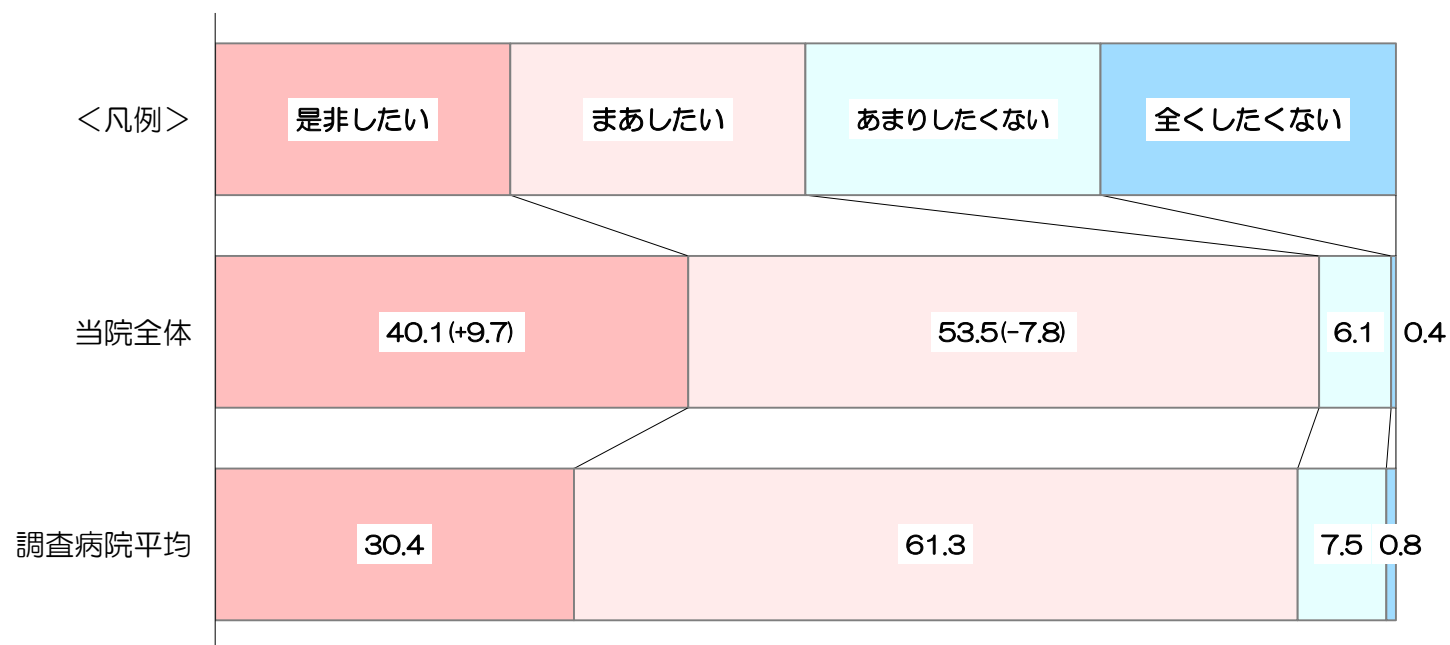 ＜凡例＞ 是非したい まあしたい あまりしたくない 全くしたくない
当院全体 40.1(+9.7) 53.5(-7.8) 6.1 0.4
調査病院平均 30.4 61.3 7.5 0.8